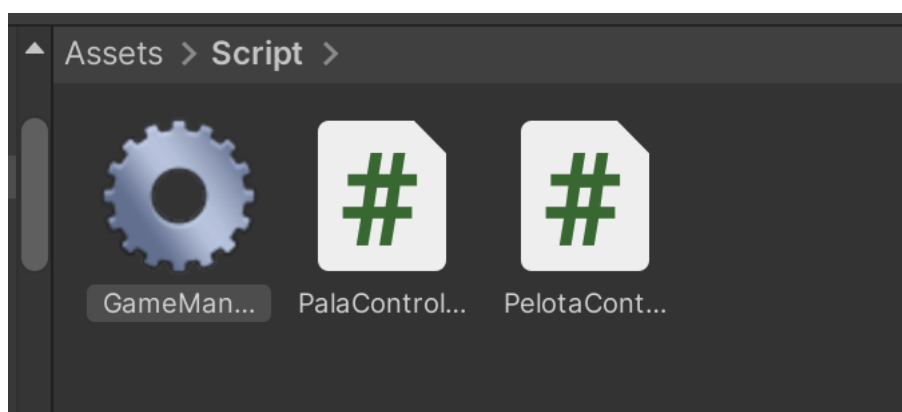 Assets > Script >
GameMan...
PalaControl...
PelotaCont...